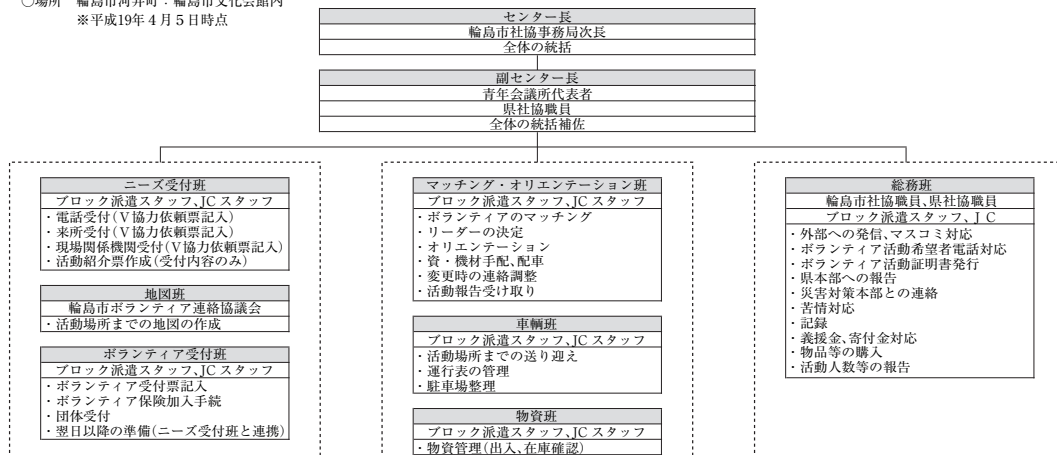 ○場所 輪島市河井町:輪島市文化会館内
※平成19年4月5日時点
センター長
輪島市社協事務局次長
全体の統括
副センター長
青年会議所代表者
県社協職員
全体の統括補佐
ニーズ受付班
ブロック派遣スタッフ、JCスタッフ
・電話受付(V協力依頼票記入)
・来所受付(V協力依頼票記入)
・現場関係機関受付(V協力依頼票記入)
・活動紹介票作成(受付内容のみ)
地図班
輪島市ボランティア連絡協議会
・活動場所までの地図の作成
ボランティア受付班
ブロック派遣スタッフ、JCスタッフ
・ボランティア受付票記入
・ボランティア保険加入手続
・団体受付
・翌日以降の準備(ニーズ受付班と連携)
マッチング・オリエンテーション班
ブロック派遣スタッフ、JCスタッフ
・ボランティアのマッチング
・リーダーの決定
・オリエンテーション
・資・機材手配、配車
・変更時の連絡調整
・活動報告受け取り
車輌班
ブロック派遣スタッフ、JCスタッフ
・活動場所までの送り迎え
・運行表の管理
・駐車場整理
物資班
ブロック派遣スタッフ、JCスタッフ
・物資管理(出入、在庫確認)
総務班
輪島市社協職員、県社協職員
ブロック派遣スタッフ、JC
・外部への発信、マスコミ対応
・ボランティア活動希望者電話対応
・ボランティア活動証明書発行
・県本部への報告
・災害対策本部との連絡
・苦情対応
・記録
・義援金、寄付金対応
・物品等の購入
・活動人数等の報告